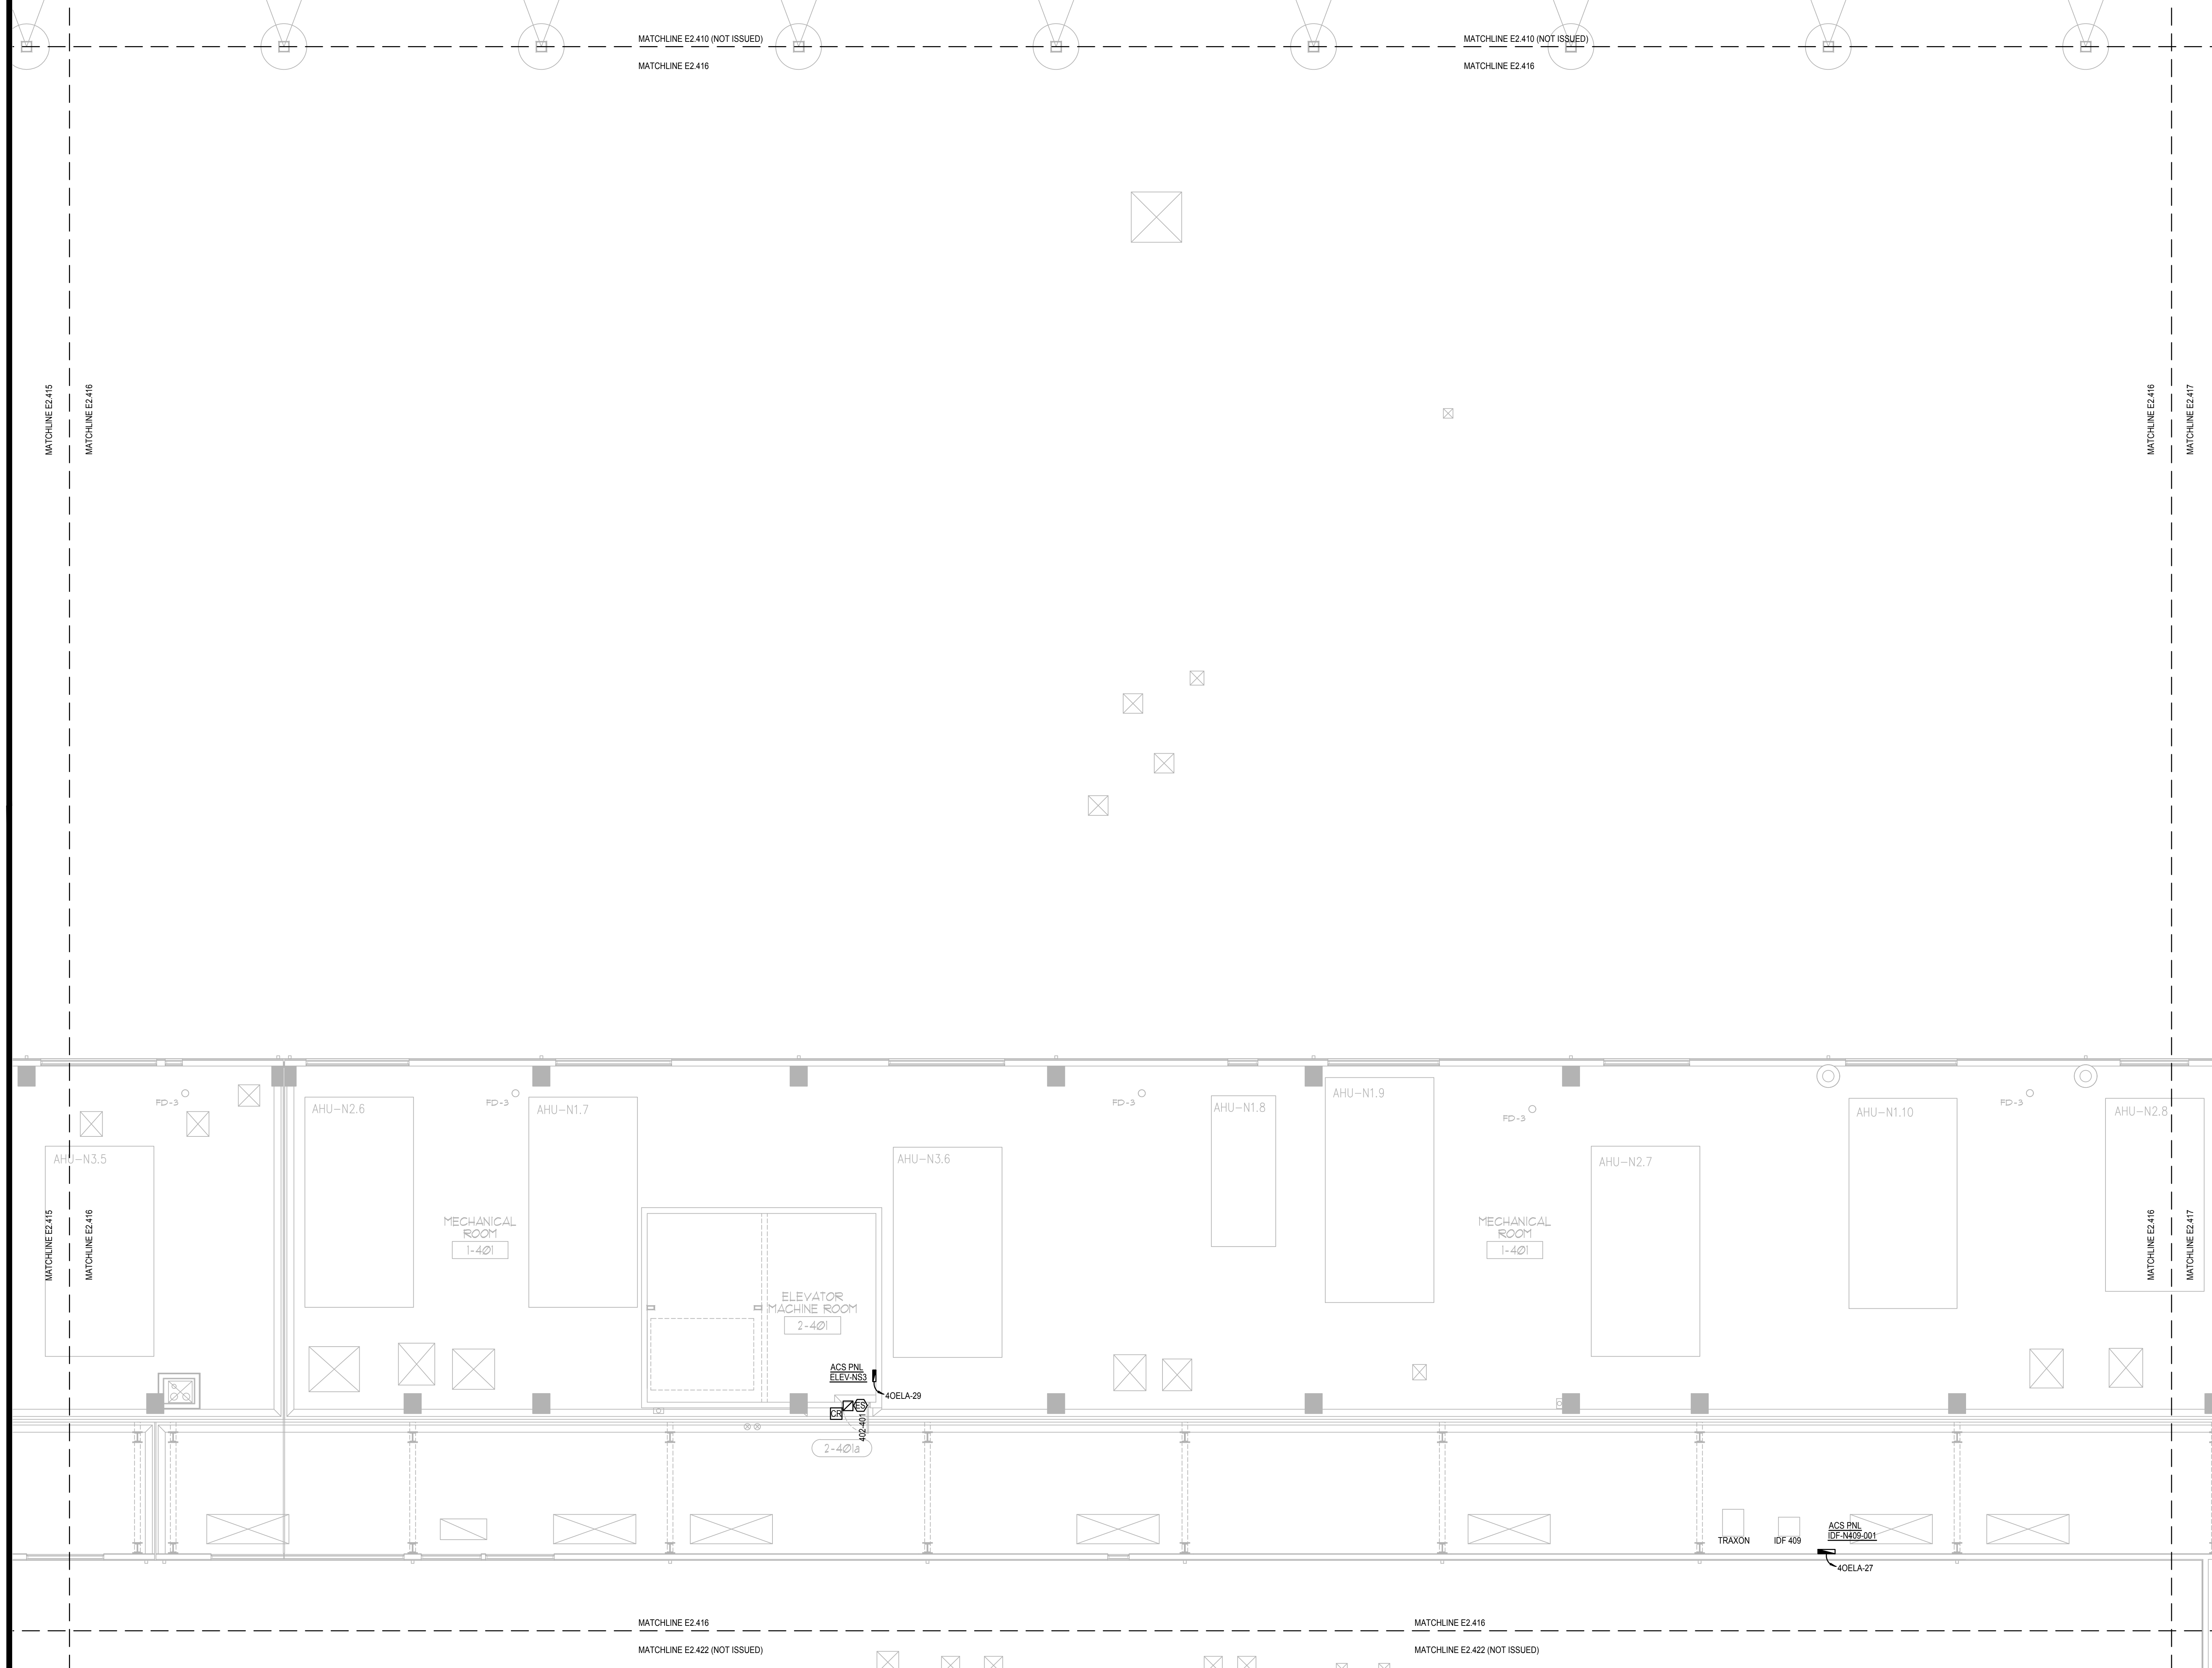 MATCHLINE E2.410 (NOT ISSUED)
MATCHLINE E2.416
MATCHLINE E2.410 (NOT ISSUED)
MATCHLINE E2.416
MATCHLINE E2.415
MATCHLINE E2.416
MATCHLINE E2.416
MATCHLINE E2.417
FD-3
AHU-N3.5
AHU-N2.6
FD-3
AHU-N1.7
AHU-N3.6
FD-3
AHU-N1.8
AHU-N1.9
FD-3
AHU-N2.7
AHU-N1.10
FD-3
AHU-N2.8
MATCHLINE E2.415
MATCHLINE E2.416
MECHANICAL
ROOM
1-401
MECHANICAL
ROOM
1-401
MATCHLINE E2.416
MATCHLINE E2.417
ELEVATOR
MACHINE ROOM
2-401
ACS PNL
ELEV-NS3
4OELA-29
CR
ES
402-401
2-401a
TRAXON
IDF 409
ACS PNL
IDF-N409-001
4OELA-27
MATCHLINE E2.416
MATCHLINE E2.422 (NOT ISSUED)
MATCHLINE E2.416
MATCHLINE E2.422 (NOT ISSUED)